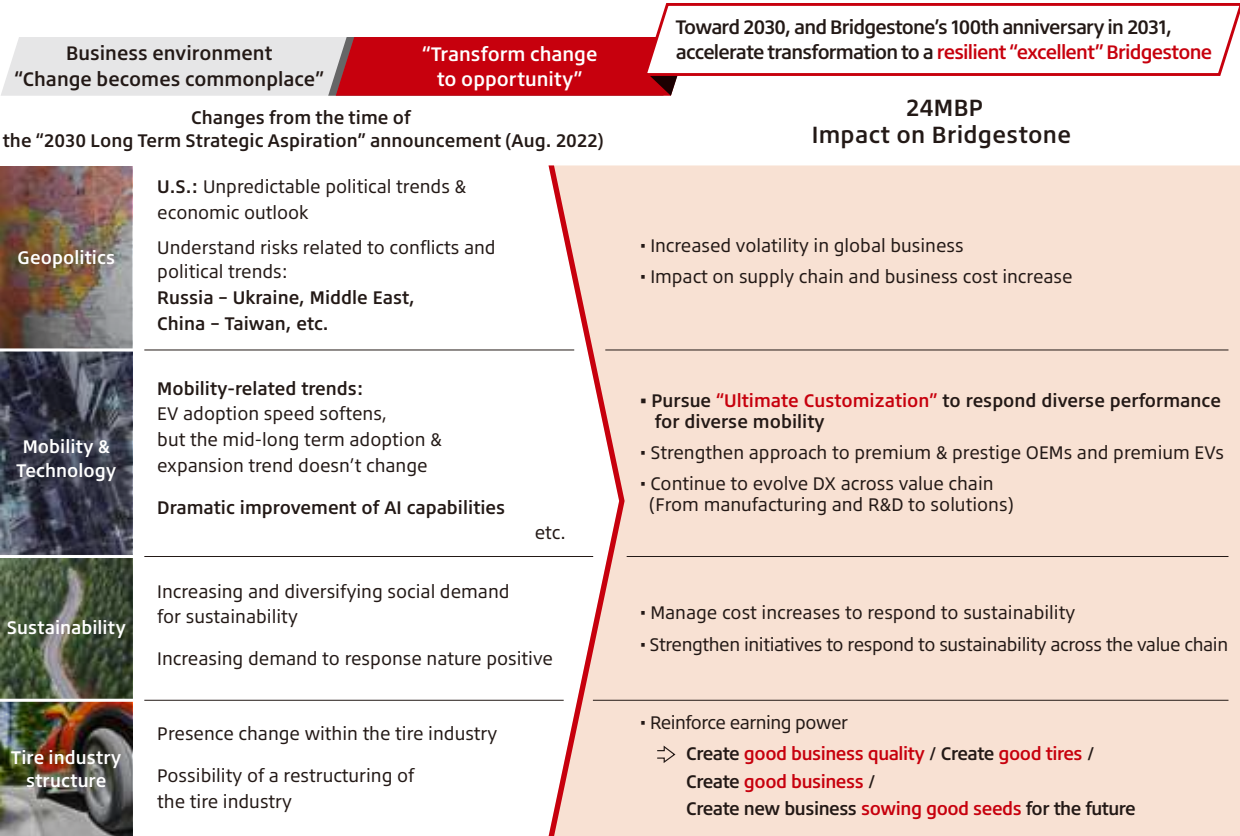 Business environment
“Change becomes commonplace”
“Transform change
to opportunity”
Toward 2030, and Bridgestone’s 100th anniversary in 2031,
accelerate transformation to a resilient “excellent” Bridgestone
Changes from the time of
the “2030 Long Term Strategic Aspiration” announcement (Aug. 2022)
24MBP
Impact on Bridgestone
Geopolitics
U.S.: Unpredictable political trends &
economic outlook
Understand risks related to conflicts and
political trends:
Russia – Ukraine, Middle East,
China – Taiwan, etc.
・Increased volatility in global business
・Impact on supply chain and business cost increase
Mobility &
Technology
Mobility-related trends:
EV adoption speed softens,
but the mid-long term adoption &
expansion trend doesn’t change
Dramatic improvement of AI capabilities
etc.
・Pursue “Ultimate Customization” to respond diverse performance
for diverse mobility
・Strengthen approach to premium & prestige OEMs and premium EVs
・Continue to evolve DX across value chain
(From manufacturing and R&D to solutions)
Sustainability
Increasing and diversifying social demand
for sustainability
Increasing demand to response nature positive
・Manage cost increases to respond to sustainability
・Strengthen initiatives to respond to sustainability across the value chain
Tire industry
structure
Presence change within the tire industry
Possibility of a restructuring of
the tire industry
・Reinforce earning power
⇨ Create good business quality / Create good tires /
Create good business /
Create new business sowing good seeds for the future